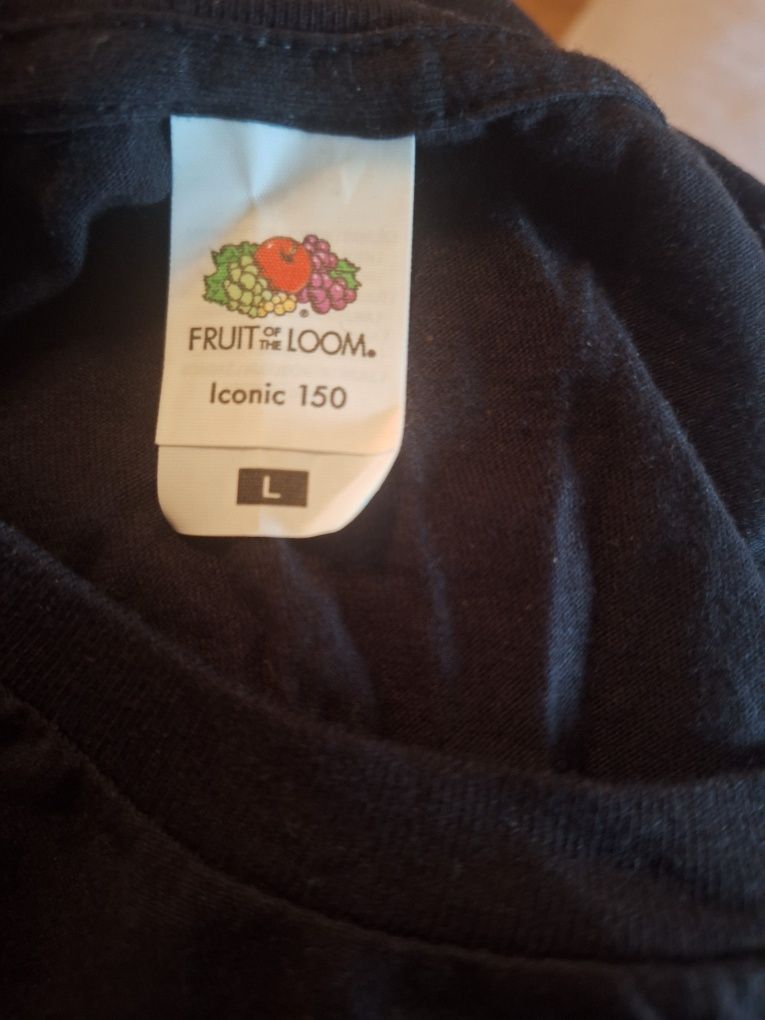 ®
FRUIT OF THE LOOM®
Iconic 150
L